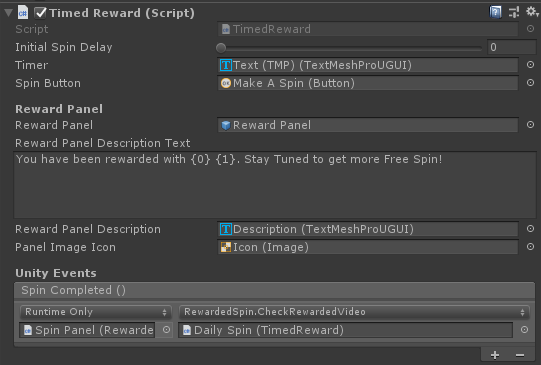 Timed Reward (Script)
Script TimedReward
Initial Spin Delay 0
Timer Text (TMP) (TextMeshProUGUI)
Spin Button Make A Spin (Button)
Reward Panel
Reward Panel Reward Panel
Reward Panel Description Text
You have been rewarded with {0} {1}. Stay Tuned to get more Free Spin!
Reward Panel Description Description (TextMeshProUGUI)
Panel Image Icon Icon (Image)
Unity Events
Spin Completed ()
Runtime Only RewardedSpin.CheckRewardedVideo
Spin Panel (Rewarde Daily Spin (TimedReward)